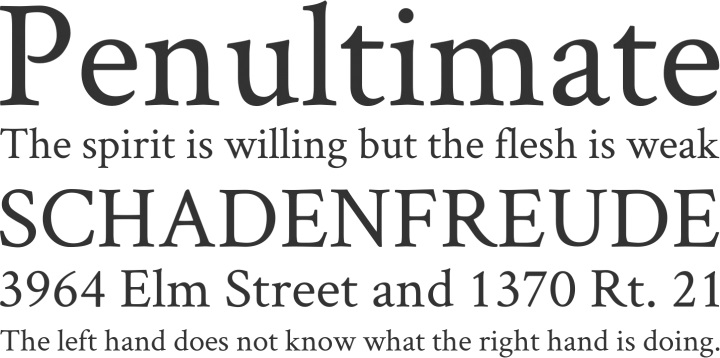 Penultimate
The spirit is willing but the flesh is weak
SCHADENFREUDE
3964 Elm Street and 1370 Rt. 21
The left hand does not know what the right hand is doing.